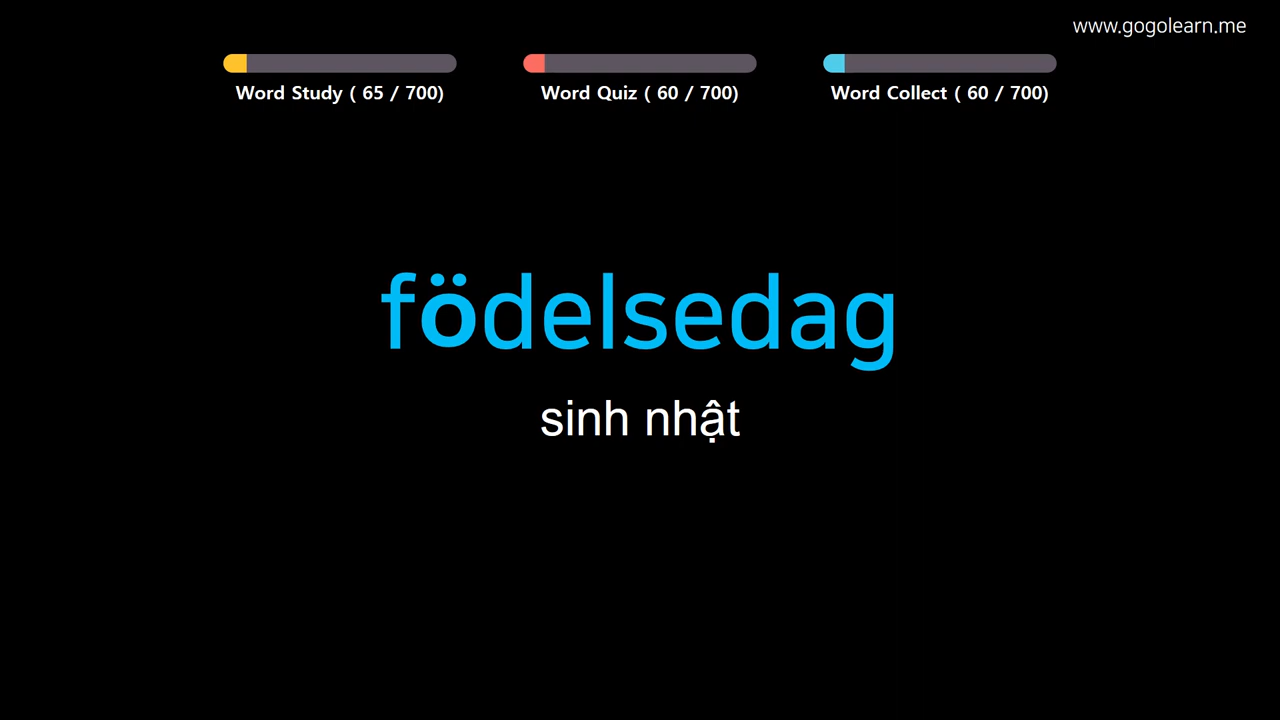 www.gogolearn.me
Word Study ( 65 / 700)
Word Quiz ( 60 / 700)
Word Collect ( 60 / 700)
födelsedag
sinh nhật